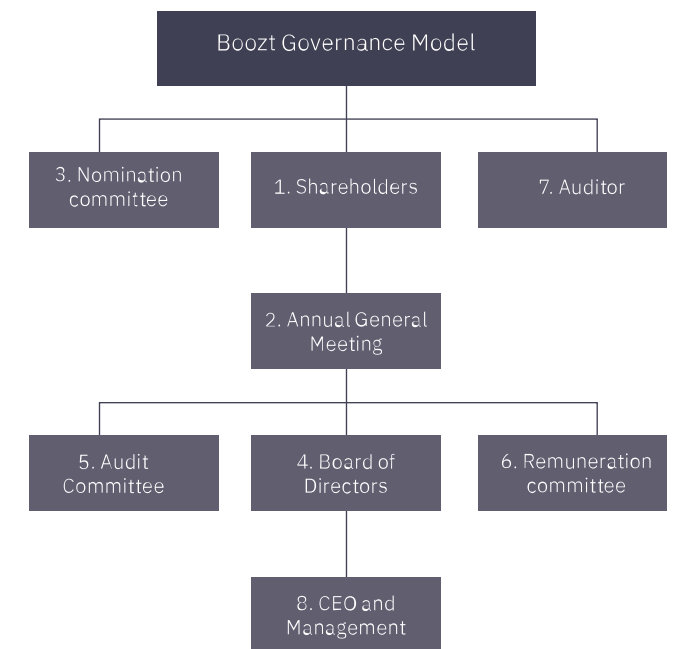 Boozt Governance Model
3. Nomination
committee
1. Shareholders
7. Auditor
2. Annual General
Meeting
5. Audit
Committee
4. Board of
Directors
6. Remuneration
committee
8. CEO and
Management